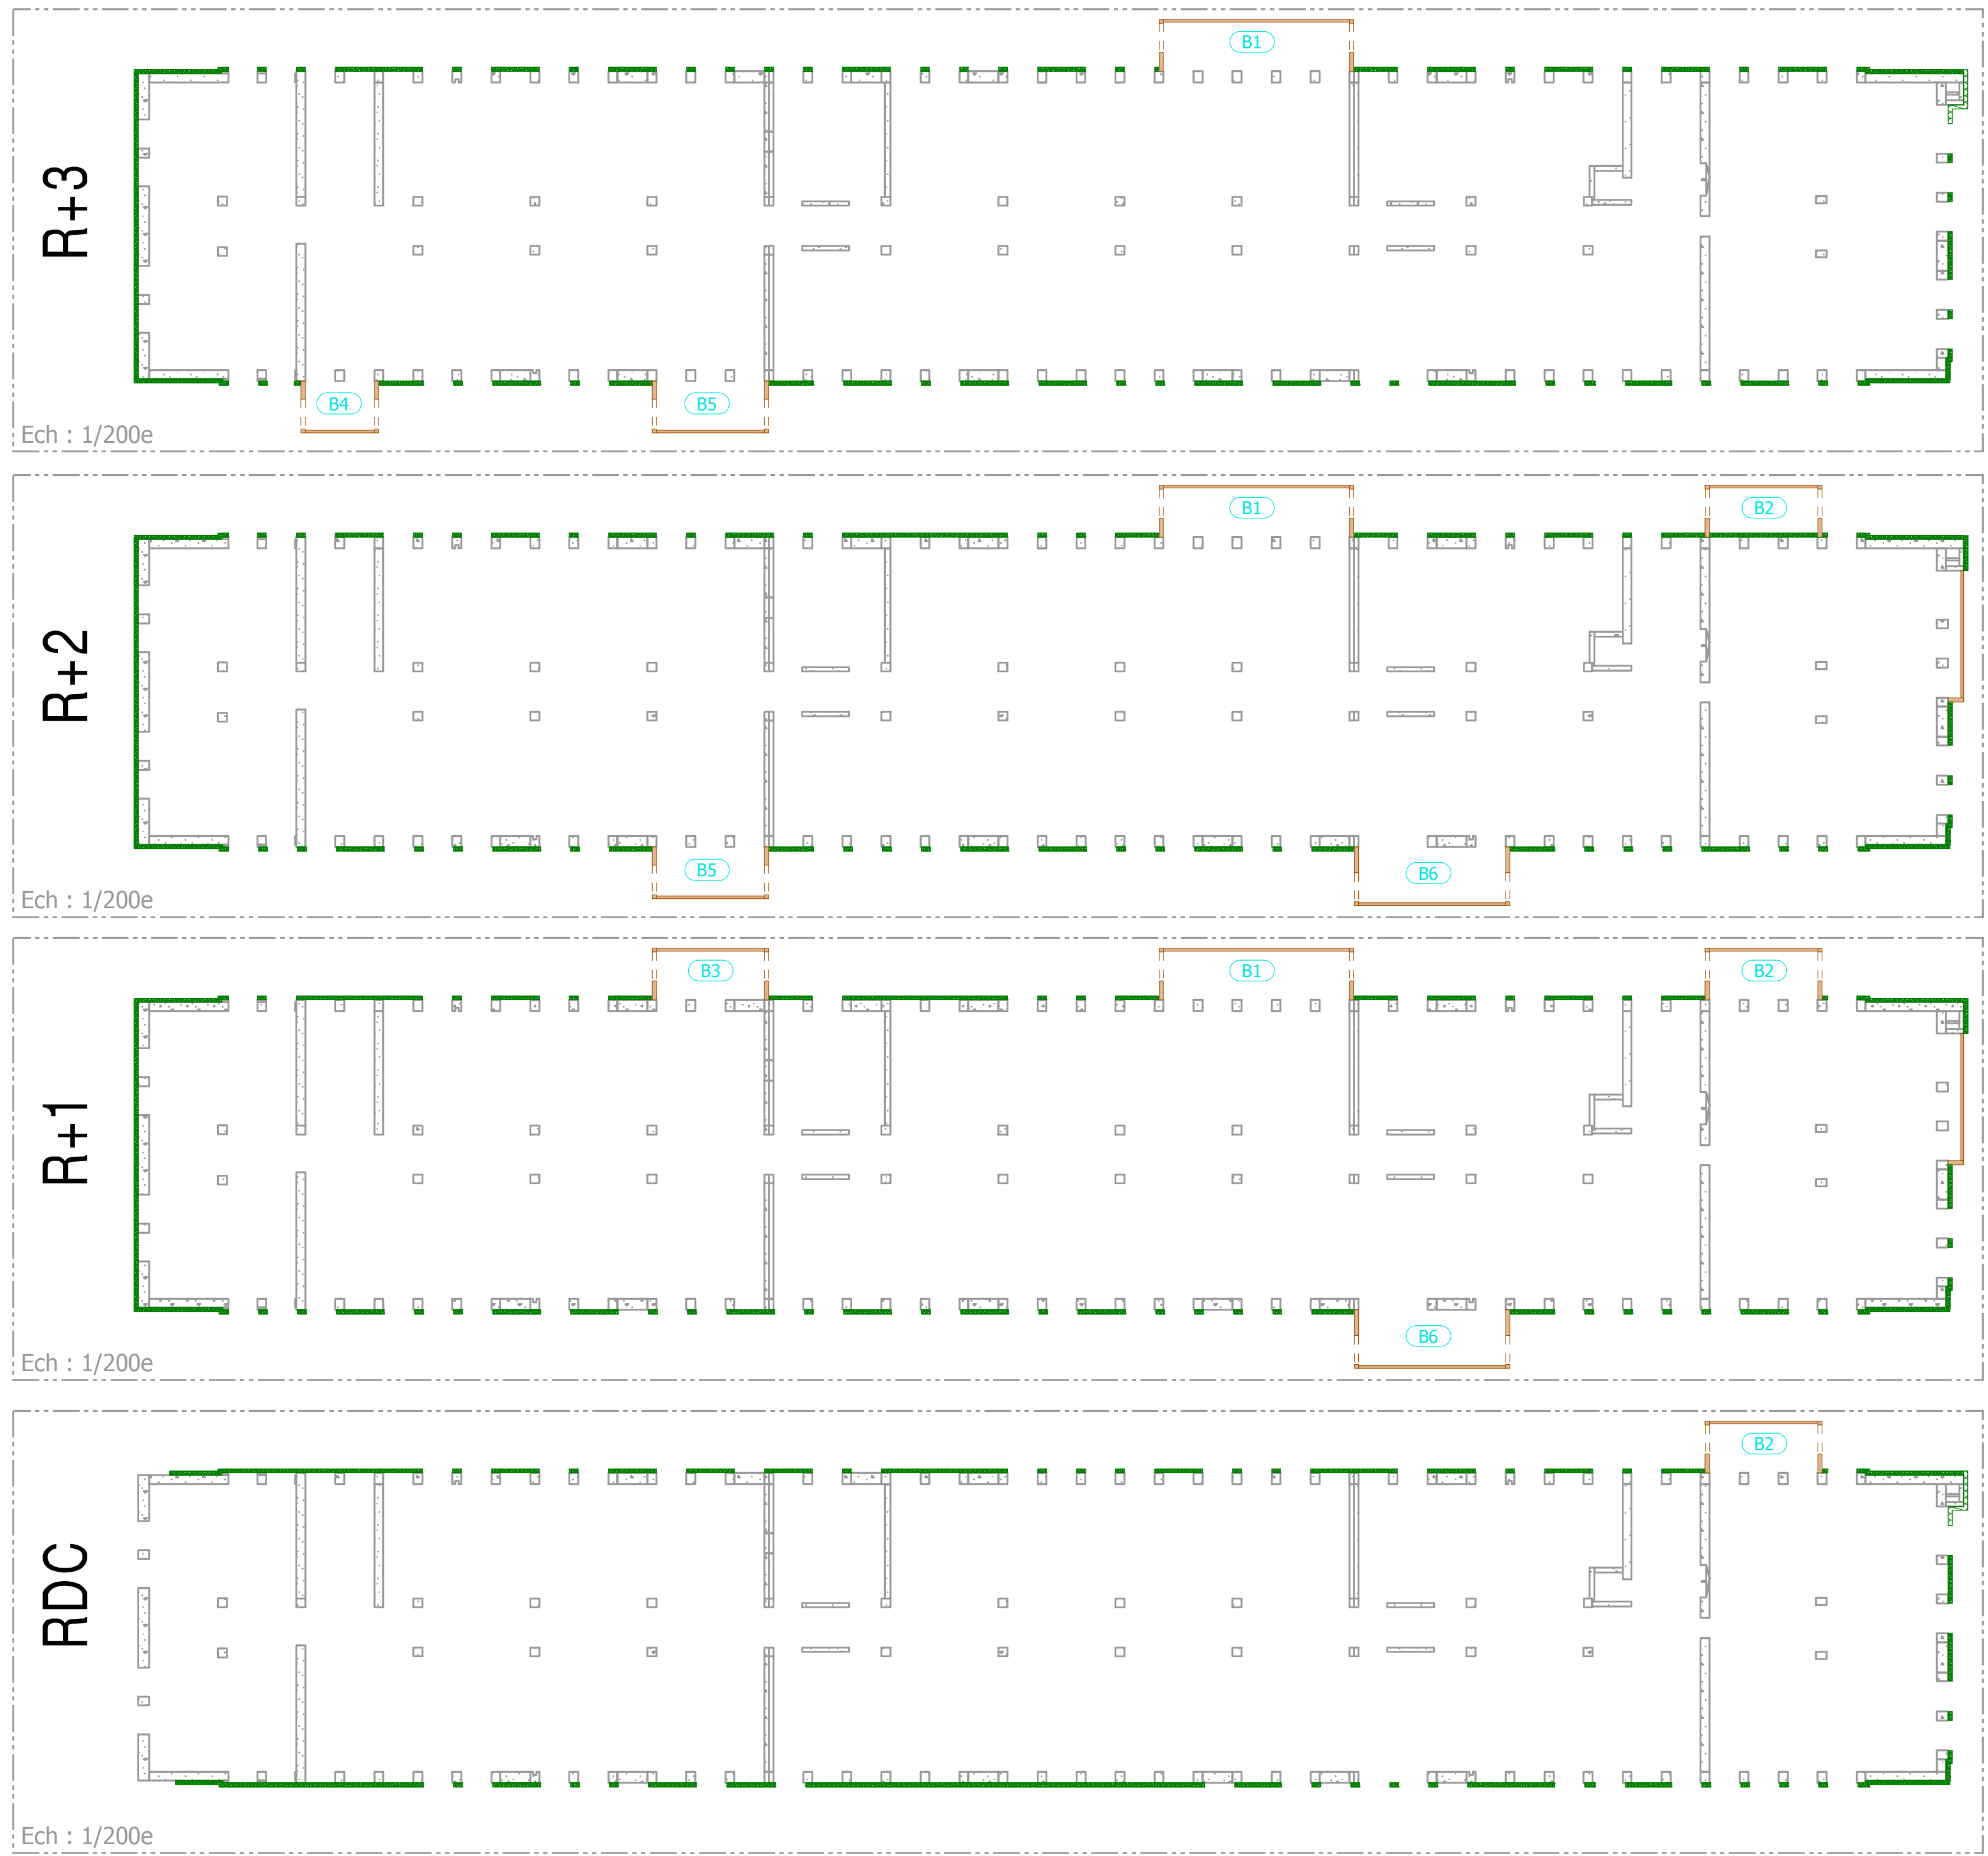 B1
R+3
B4
B5
Ech : 1/200e
B1
B2
R+2
B5
B6
Ech : 1/200e
B3
B1
B2
R+1
B6
Ech : 1/200e
B2
RDC
Ech : 1/200e